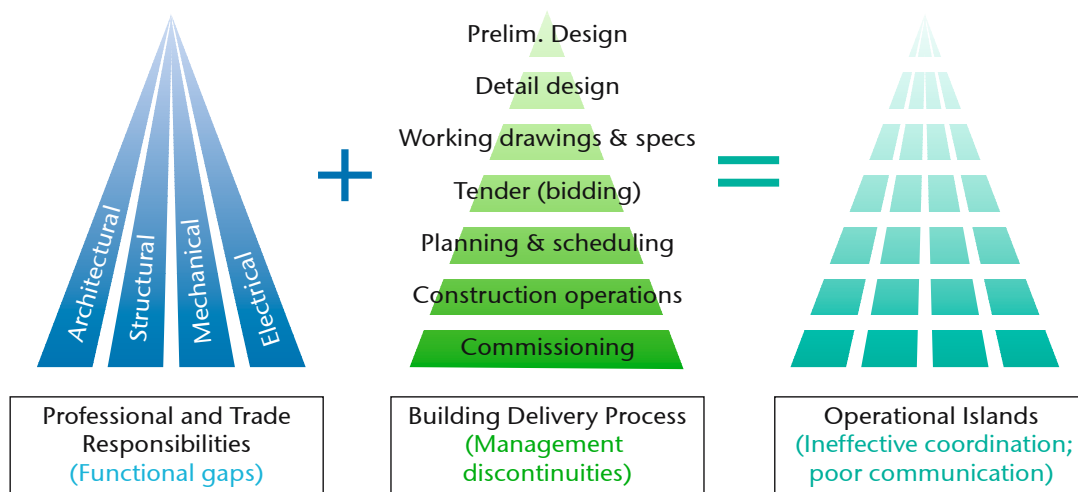 Architectural
Structural
Mechanical
Electrical
+
Prelim. Design
Detail design
Working drawings & specs
Tender (bidding)
Planning & scheduling
Construction operations
Commissioning
=
Professional and Trade
Responsibilities
(Functional gaps)
Building Delivery Process
(Management
discontinuities)
Operational Islands
(Ineffective coordination;
poor communication)